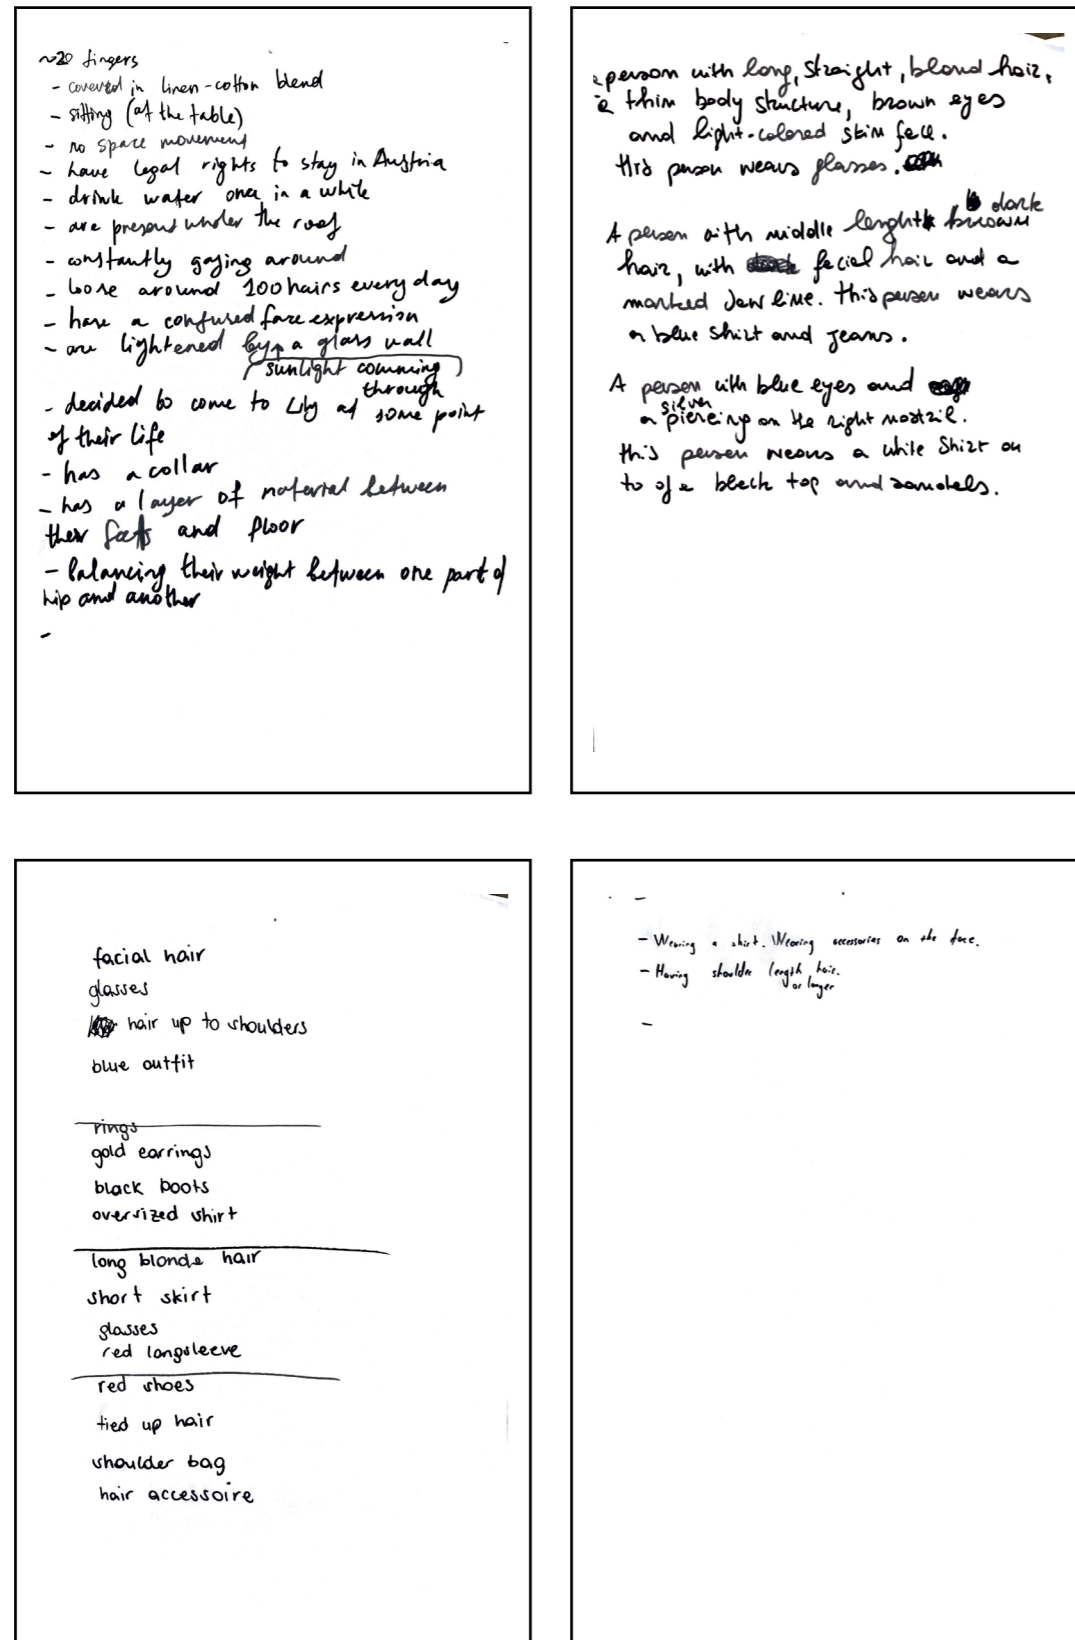 ~20 fingers
- covered in linen-cotton blend
- sitting (at the table)
- no space movement
- have legal rights to stay in Austria
- drink water once in a while
- are present under the roof
- constantly gazing around
- loose around 100 hairs every day
- have a confused face expression
- are lightened by a glass wall
(sunlight comming through)
- decided to come to at some point
of their life
- has a collar
- has a layer of material between
their and floor
- balancing their weight between one part of
hip and another
-
person with long, straight, blond hair,
a thin body structure, brown eyes
and light-colored skin face.
this person wears glasses.
A person with middle lenght dark brown
hair, with facial hair and a
marked Jaw line. this person wears
a blue shirt and jeans.
A person with blue eyes and
a silver piercing on the right nostril.
this person wears a white shirt on
to of a black top and sandals.
facial hair
glasses
hair up to shoulders
blue outfit
rings
gold earrings
black boots
oversized shirt
long blonde hair
short skirt
glasses
red longsleeve
red shoes
tied up hair
shoulder bag
hair accessoire
-
- Wearing a shirt. Wearing accessories on the face.
- Having shoulder length hair.
or longer
-